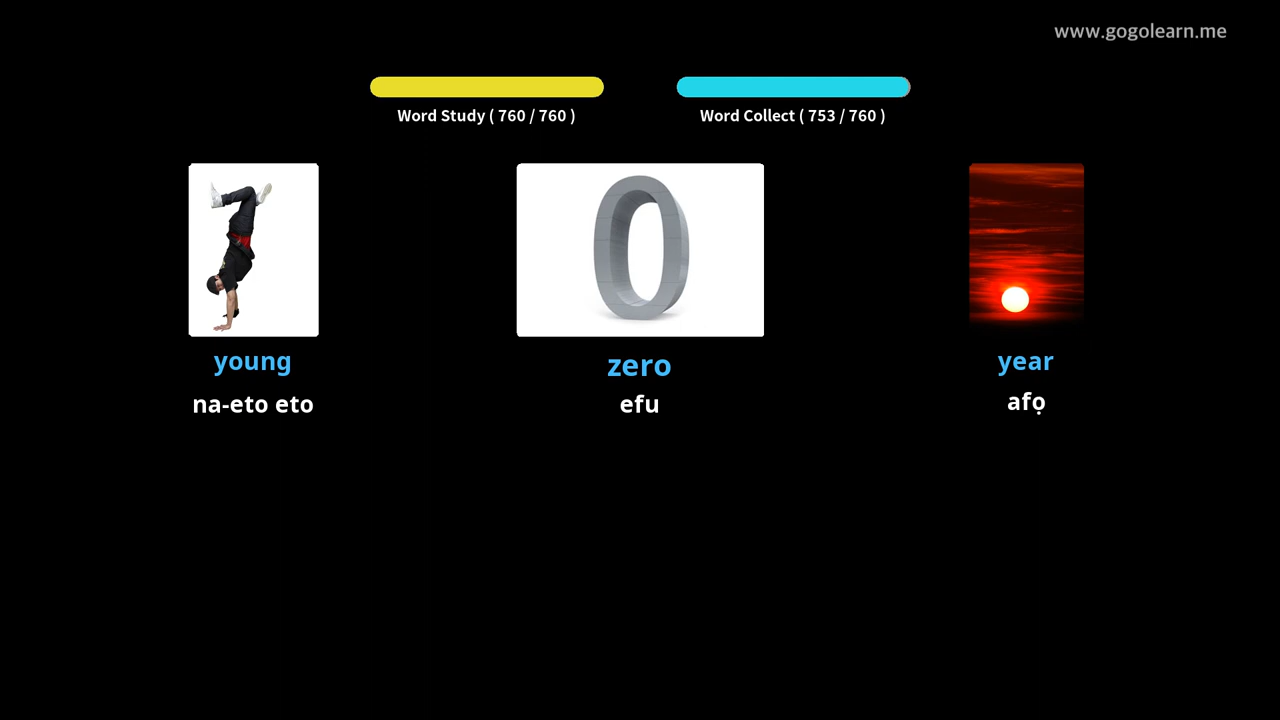 www.gogolearn.me
Word Study ( 760 / 760 )
Word Collect ( 753 / 760 )
young
zero
year
na-eto eto
efu
afọ